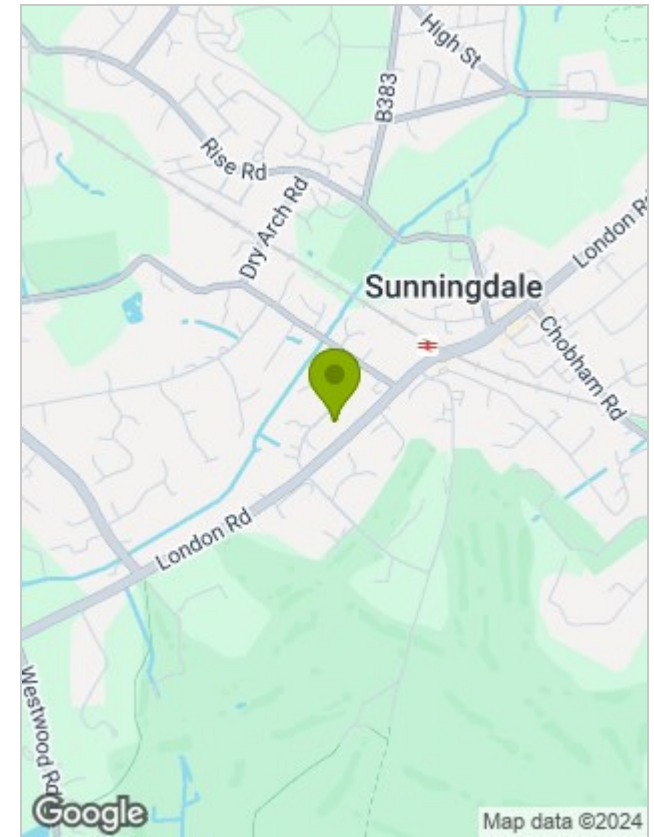 High St
B383
Rise Rd
Dry Arch Rd
London R
Sunningdale
Chobham Rd
London Rd
Westwood Rd
Google
Map data ©2024